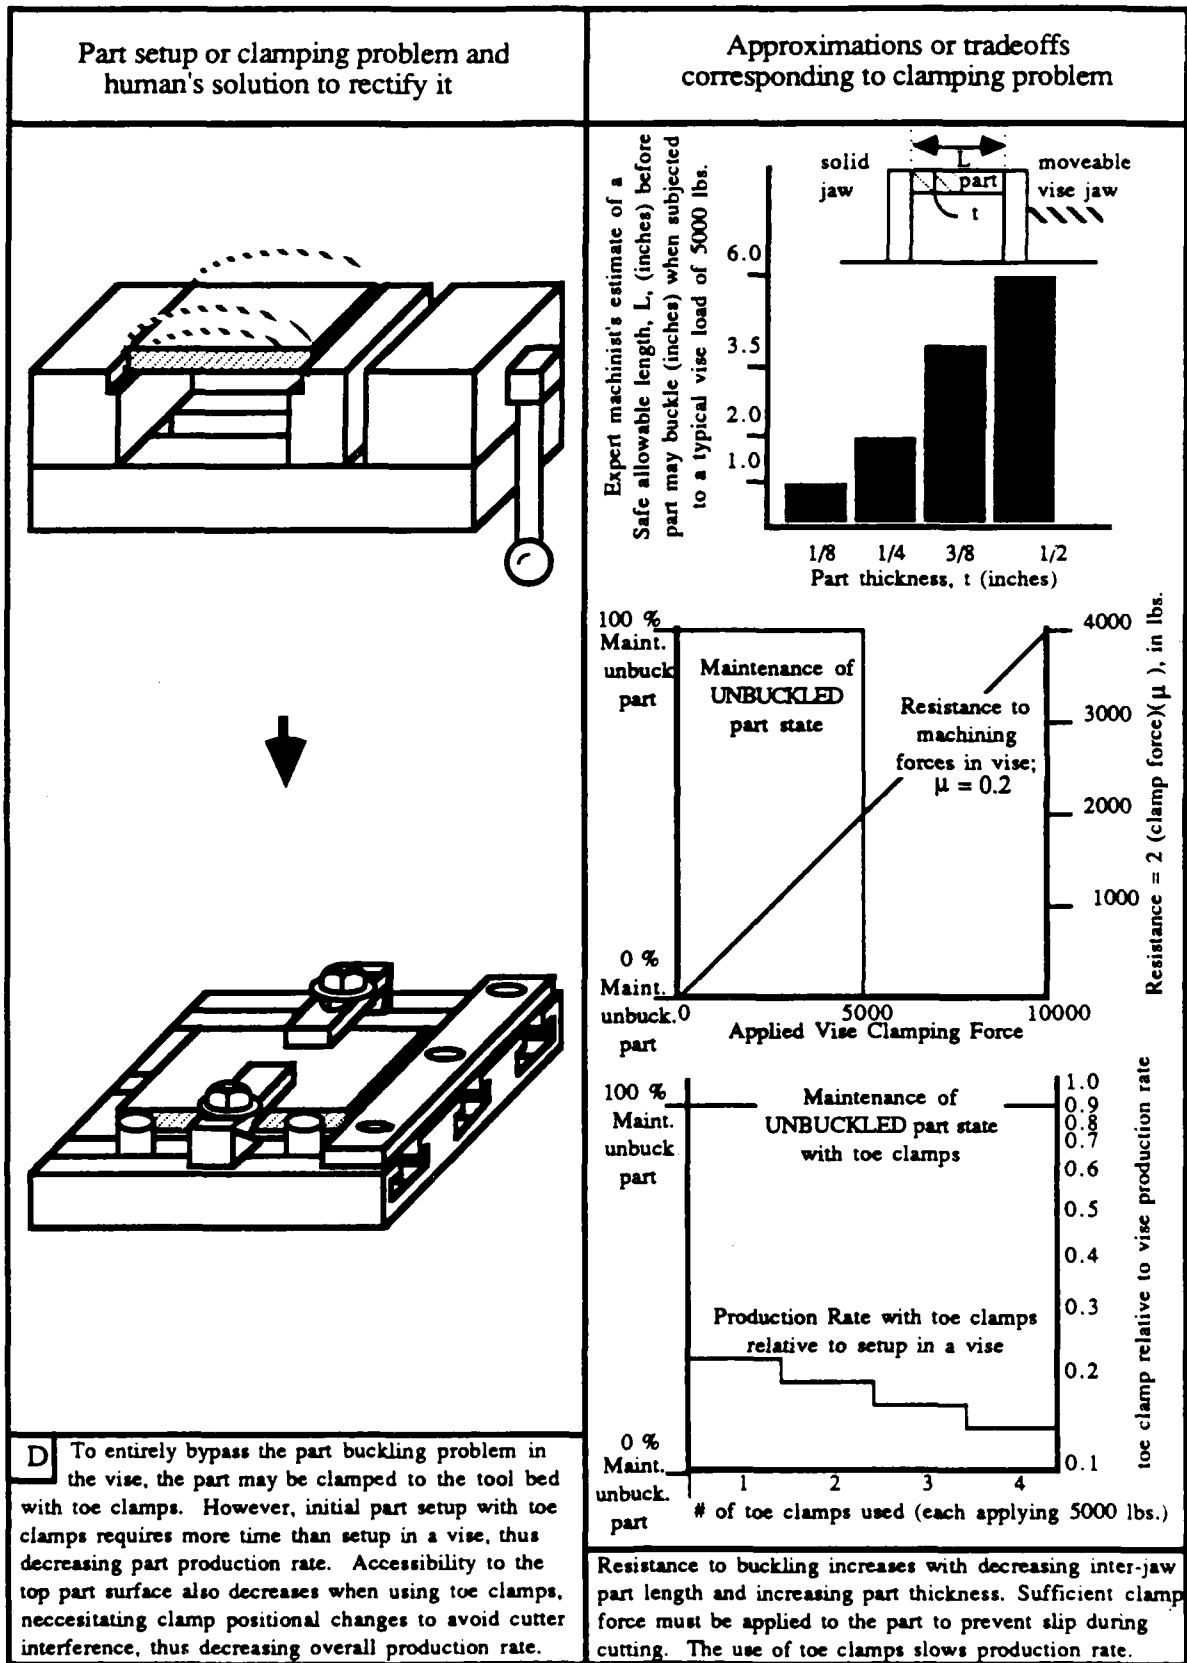 Part setup or clamping problem and
human's solution to rectify it
Approximations or tradeoffs
corresponding to clamping problem
Expert machinist's estimate of a
Safe allowable length, L, (inches) before
part may buckle (inches) when subjected
to a typical vise load of 5000 lbs.
solid
jaw
L
part
t
moveable
vise jaw
6.0
3.5
2.0
1.0
1/8 1/4 3/8 1/2
Part thickness, t (inches)
100 %
Maint.
unbuck
part
Maintenance of
UNBUCKLED
part state
Resistance to
machining
forces in vise;
μ = 0.2
4000
3000
2000
1000
Resistance = 2 (clamp force)(μ ), in lbs.
0 %
Maint.
unbuck.
part
0 5000 10000
Applied Vise Clamping Force
100 %
Maint.
unbuck
part
Maintenance of
UNBUCKLED part state
with toe clamps
1.0
0.9
0.8
0.7
0.6
0.5
0.4
0.3
0.2
0.1
toe clamp relative to vise production rate
Production Rate with toe clamps
relative to setup in a vise
0 %
Maint.
unbuck.
part
1 2 3 4
# of toe clamps used (each applying 5000 lbs.)
D To entirely bypass the part buckling problem in
the vise, the part may be clamped to the tool bed
with toe clamps. However, initial part setup with toe
clamps requires more time than setup in a vise, thus
decreasing part production rate. Accessibility to the
top part surface also decreases when using toe clamps,
neccesitating clamp positional changes to avoid cutter
interference, thus decreasing overall production rate.
Resistance to buckling increases with decreasing inter-jaw
part length and increasing part thickness. Sufficient clamp
force must be applied to the part to prevent slip during
cutting. The use of toe clamps slows production rate.